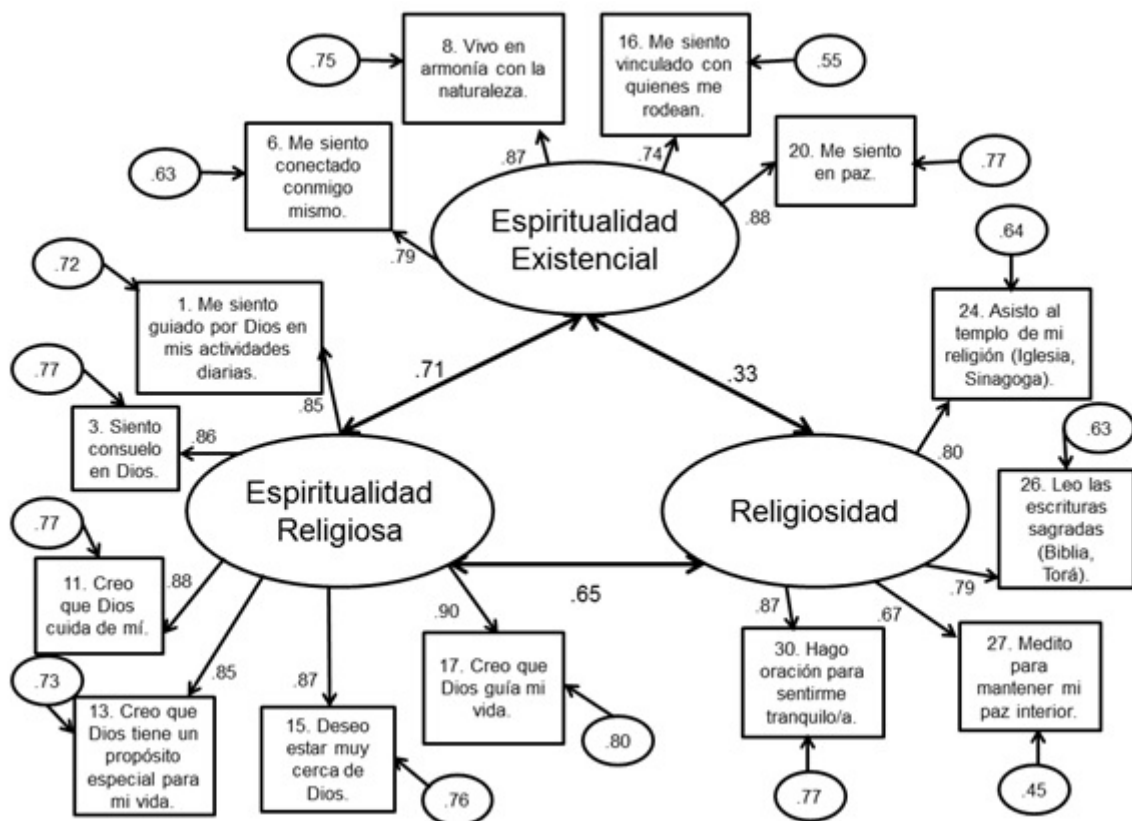 .75
8. Vivo en
armonía con la
naturaleza.
16. Me siento
vinculado con
quienes me
rodean.
.55
.63
6. Me siento
conectado
conmigo
mismo.
.87
.74
20. Me siento
en paz.
.77
.79
Espiritualidad
Existencial
.88
.64
.72
1. Me siento
guiado por Dios en
mis actividades
diarias.
.85
24. Asisto al
templo de mi
religión (Iglesia,
Sinagoga).
.80
.71
.33
.77
3. Siento
consuelo
en Dios.
.86
Espiritualidad
Religiosa
Religiosidad
.63
26. Leo las
escrituras
sagradas
(Biblia,
Torá).
.79
.77
11. Creo
que Dios
cuida de mí.
.88
.65
.73
13. Creo que
Dios tiene un
propósito
especial para
mi vida.
.85
.87
15. Deseo
estar muy
cerca de
Dios.
.76
.90
17. Creo que
Dios guía mi
vida.
.80
.87
30. Hago
oración para
sentirme
tranquilo/a.
.77
.67
27. Medito
para
mantener mi
paz interior.
.45